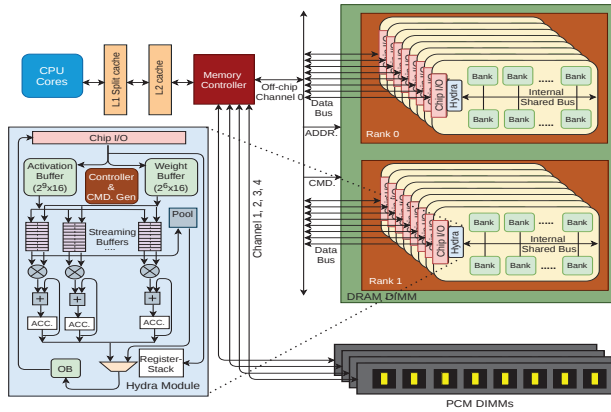 CPU
Cores
L1 Split cache
L2 cache
Memory
Controller
Off-chip
Channel 0
Data
Bus
ADDR.
CMD.
Data
Bus
Channel 1, 2, 3, 4
Chip I/O
Hydra
Bank
Bank
.....
Bank
Internal
Shared Bus
Bank
Bank
.....
Bank
Rank 0
Chip I/O
Hydra
Bank
Bank
.....
Bank
Internal
Shared Bus
Bank
Bank
.....
Bank
Rank 1
DRAM DIMM
PCM DIMMs
Chip I/O
Activation
Buffer
(2⁹x16)
Controller
&
CMD. Gen
Weight
Buffer
(2⁶x16)
Pool
Streaming
Buffers
....
+
+
+
ACC.
ACC.
ACC.
OB
Register-
Stack
Hydra Module